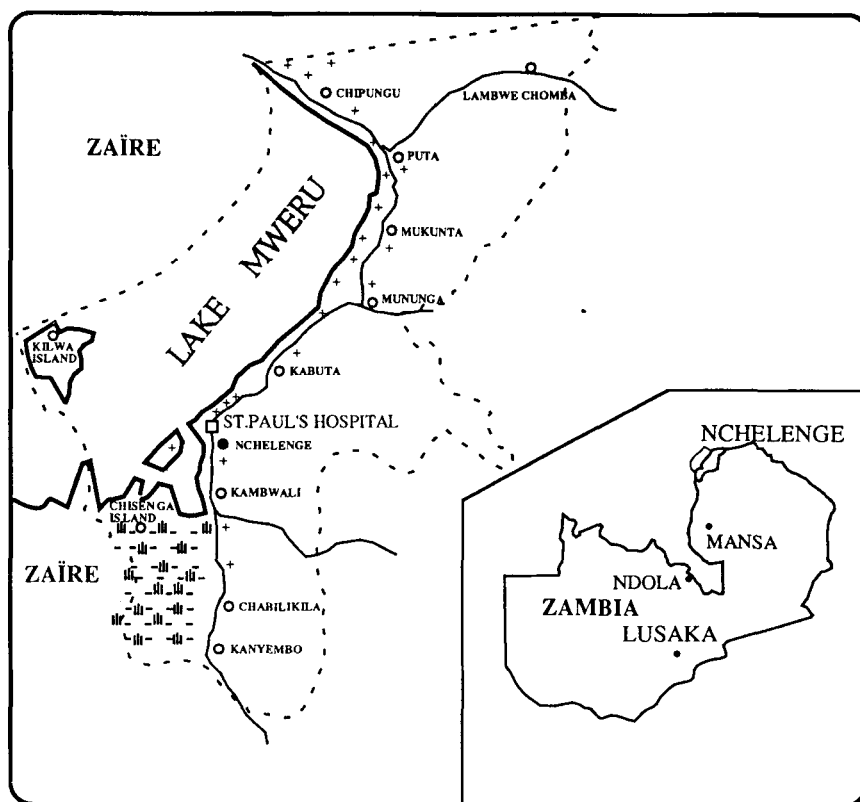 CHIPUNGU
LAMBWE CHOMBA
ZAÏRE
PUTA
LAKE MWERU
MUKUNTA
MUNUNGA
KILWA
ISLAND
KABUTA
ST.PAUL'S HOSPITAL
NCHELENGE
KAMBWALI
CHISENGA
ISLAND
ZAÏRE
CHABILIKILA
KANYEMBO
NCHELENGE
MANSA
NDOLA
ZAMBIA
LUSAKA